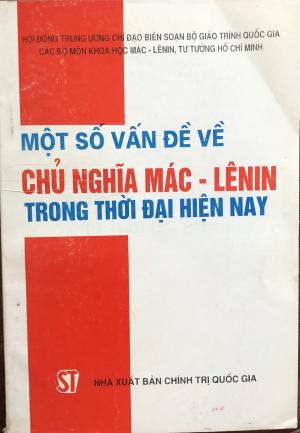 HỘI ĐỒNG TRUNG ƯƠNG CHỈ ĐẠO BIÊN SOẠN BỘ GIÁO TRÌNH QUỐC GIA
CÁC BỘ MÔN KHOA HỌC MÁC - LÊNIN, TƯ TƯỞNG HỒ CHÍ MINH
MỘT SỐ VẤN ĐỀ VỀ
CHỦ NGHĨA MÁC - LÊNIN
TRONG THỜI ĐẠI HIỆN NAY
ST
NHÀ XUẤT BẢN CHÍNH TRỊ QUỐC GIA